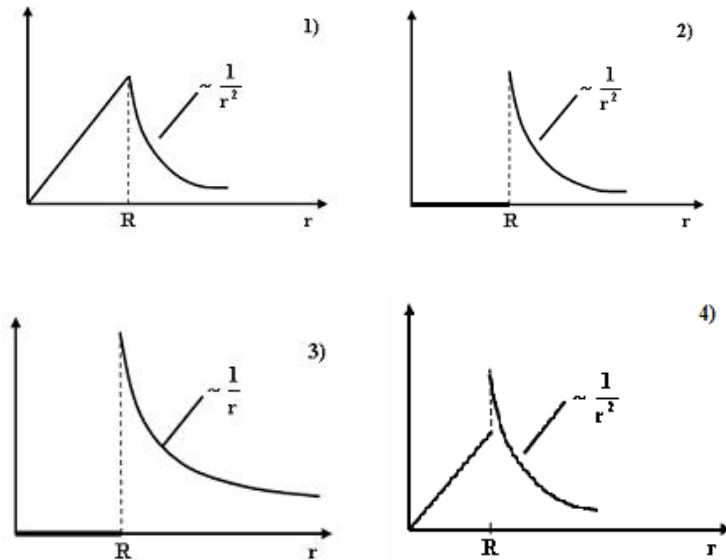 1)
~ 1/r²
R r
2)
~ 1/r²
R r
3)
~ 1/r
R r
4)
~ 1/r²
R r